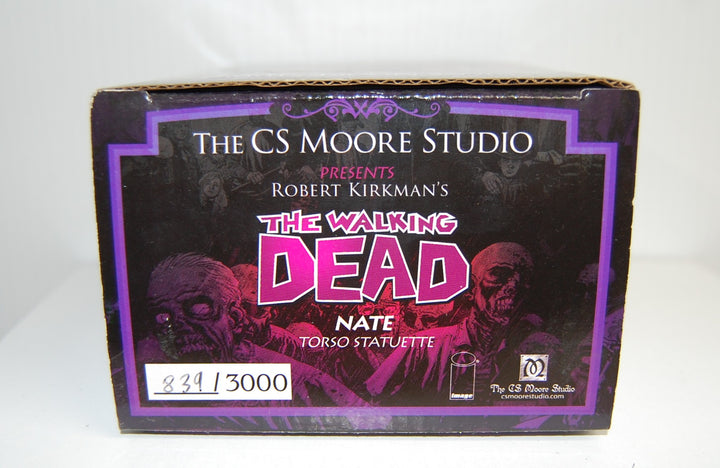 THE CS MOORE STUDIO
PRESENTS
ROBERT KIRKMAN'S
THE WALKING
DEAD
NATE
TORSO STATUETTE
839/3000
image
The CS Moore Studio
csmoorestudio.com